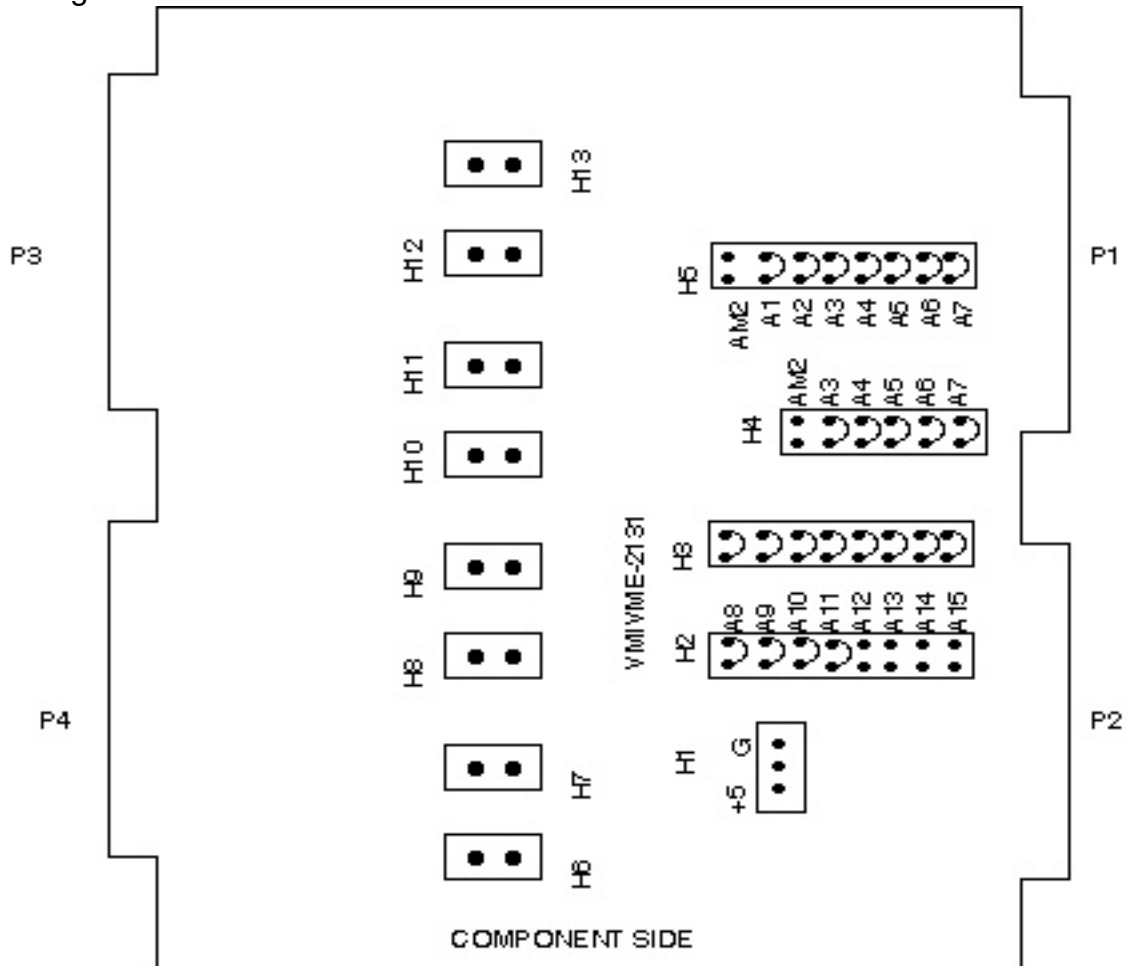 H13
P3
H12
H5
P1
AM2 A1 A2 A3 A4 A5 A6 A7
H11
AM2 A3 A4 A5 A6 A7
H4
H10
VMIVME-2131
H3
H9
A8 A9 A10 A11 A12 A13 A14 A15
H2
H8
P4
P2
H1
G
+5
H7
H6
COMPONENT SIDE